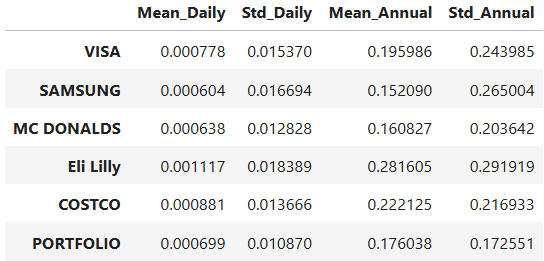 Mean_Daily Std_Daily Mean_Annual Std_Annual
VISA 0.000778 0.015370 0.195986 0.243985
SAMSUNG 0.000604 0.016694 0.152090 0.265004
MC DONALDS 0.000638 0.012828 0.160827 0.203642
Eli Lilly 0.001117 0.018389 0.281605 0.291919
COSTCO 0.000881 0.013666 0.222125 0.216933
PORTFOLIO 0.000699 0.010870 0.176038 0.172551